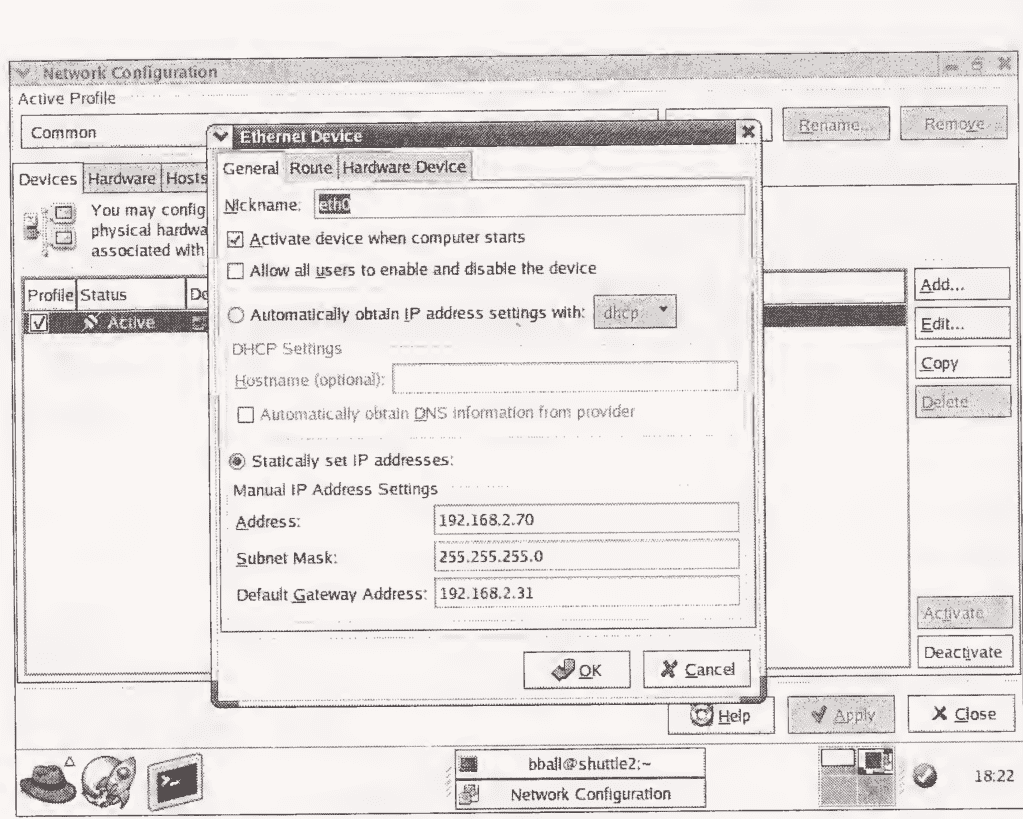 Network Configuration
Active Profile
Common
Rename...
Remove
Devices Hardware Hosts
You may config
physical hardwa
associated with
Profile Status De
Active
Add...
Edit...
Copy
Delete
Activate
Deactivate
Ethernet Device
General Route Hardware Device
Nickname: eth0
Activate device when computer starts
Allow all users to enable and disable the device
Automatically obtain IP address settings with: dhcp
DHCP Settings
Hostname (optional):
Automatically obtain DNS information from provider
Statically set IP addresses:
Manual IP Address Settings
Address: 192.168.2.70
Subnet Mask: 255.255.255.0
Default Gateway Address: 192.168.2.31
OK Cancel
Help Apply Close
bball@shuttle2:~
Network Configuration
18:22